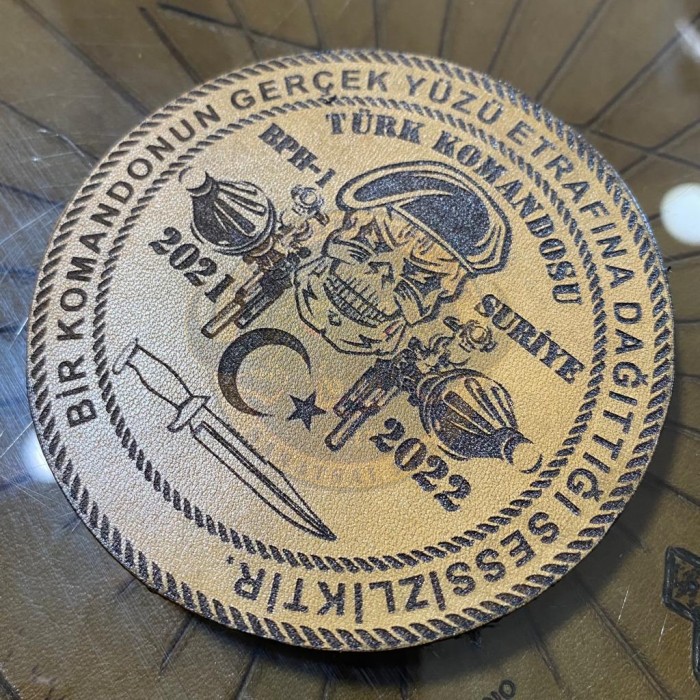 BİR KOMANDONUN GERÇEK YÜZÜ ETRAFINA DAĞITTIĞI SESSİZLİKTİR.
TÜRK KOMANDOSU
BPH-1
2021
SURİYE
2022